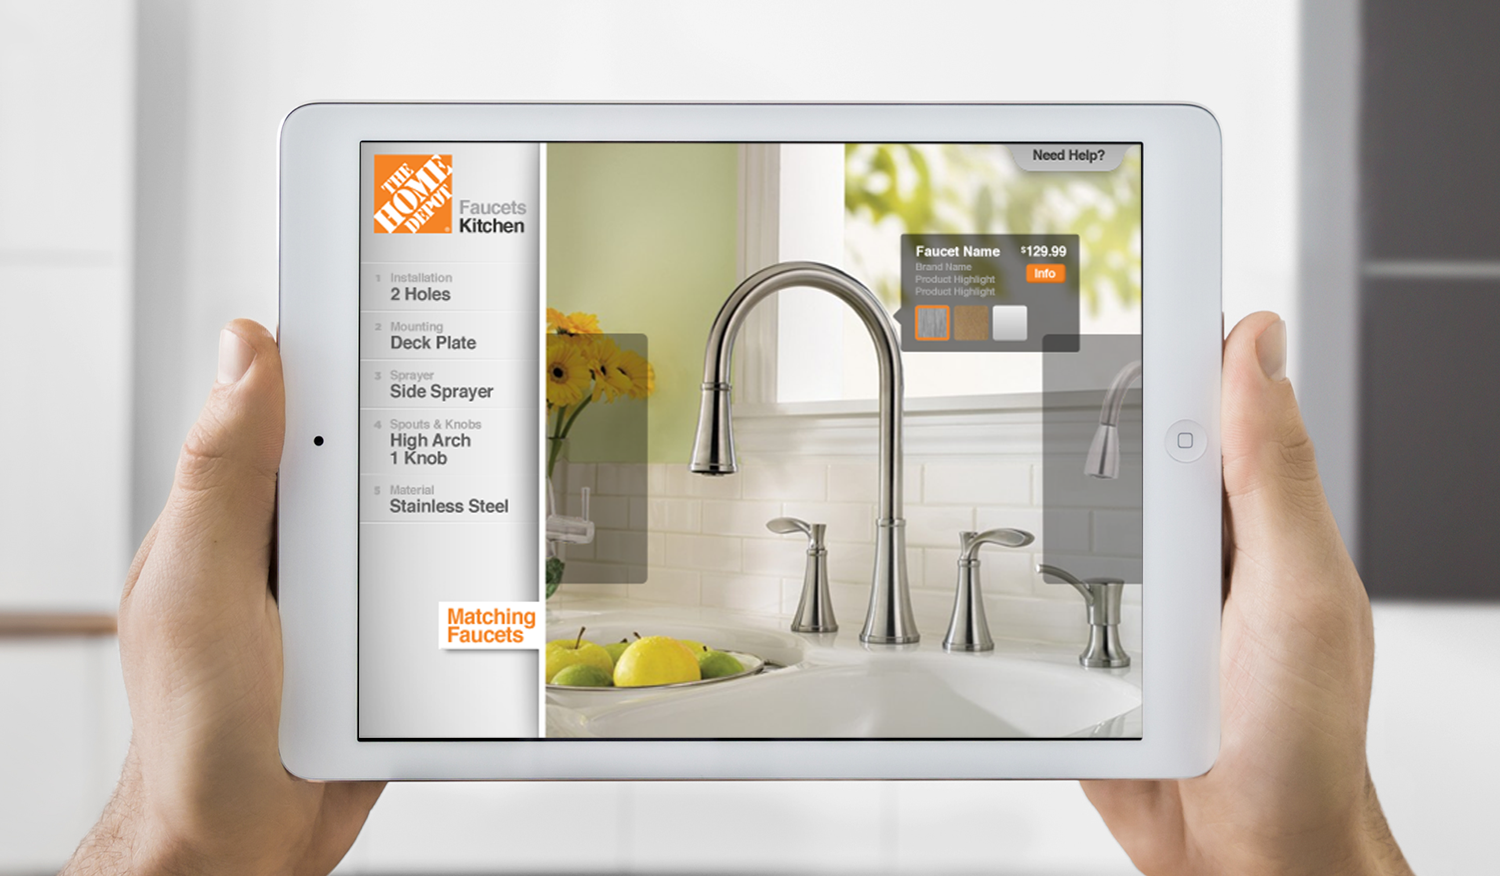 THE
HOME
DEPOT
Faucets
Kitchen
1 Installation
2 Holes
2 Mounting
Deck Plate
3 Sprayer
Side Sprayer
4 Spouts & Knobs
High Arch
1 Knob
5 Material
Stainless Steel
Matching
Faucets
Need Help?
Faucet Name $129.99
Brand Name
Info
Product Highlight
Product Highlight